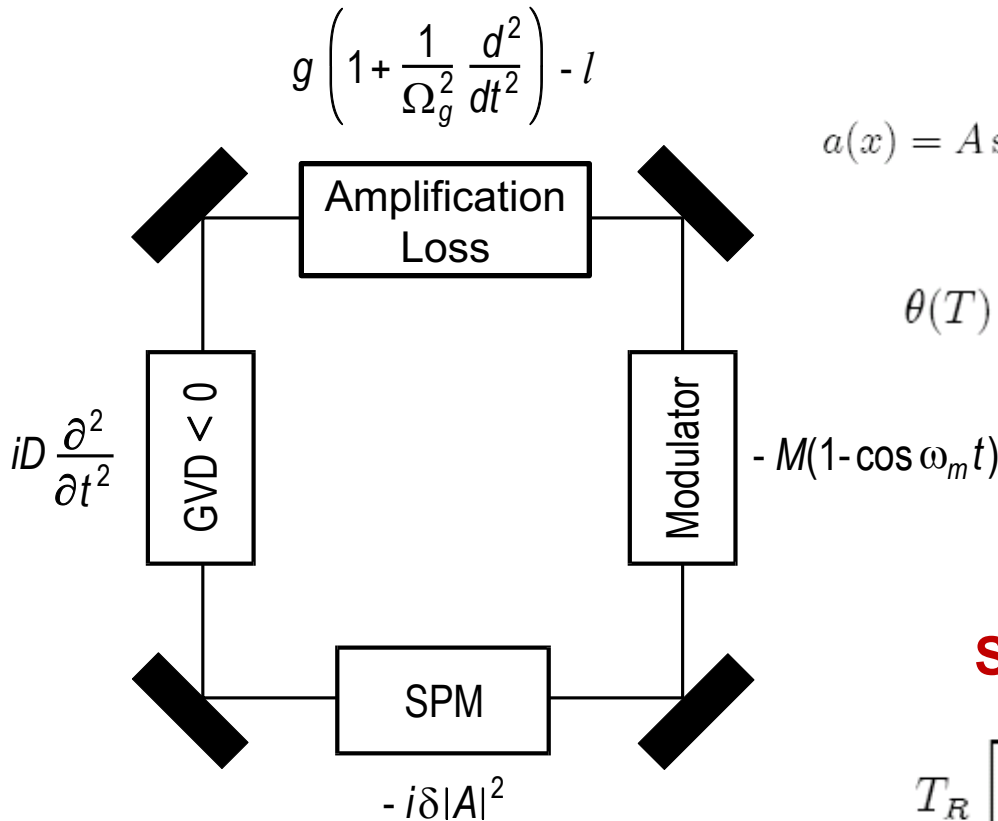 g (1 + 1/Ω_g^2 d^2/dt^2) - l
a(x) = A
Amplification
Loss
θ(T)
iD ∂^2/∂t^2
GVD < 0
Modulator
- M(1- cos ω_m t)
SPM
S
T_R [
- iδ|A|^2